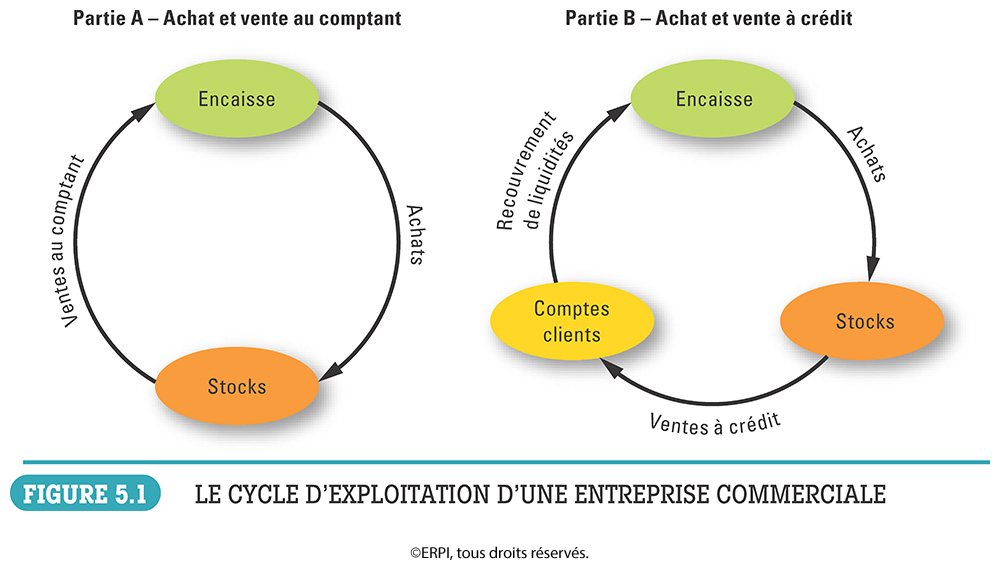 Partie A – Achat et vente au comptant
Encaisse
Achats
Stocks
Ventes au comptant
Partie B – Achat et vente à crédit
Encaisse
Achats
Stocks
Ventes à crédit
Comptes
clients
Recouvrement
de liquidités
FIGURE 5.1
LE CYCLE D’EXPLOITATION D’UNE ENTREPRISE COMMERCIALE
©ERPI, tous droits réservés.